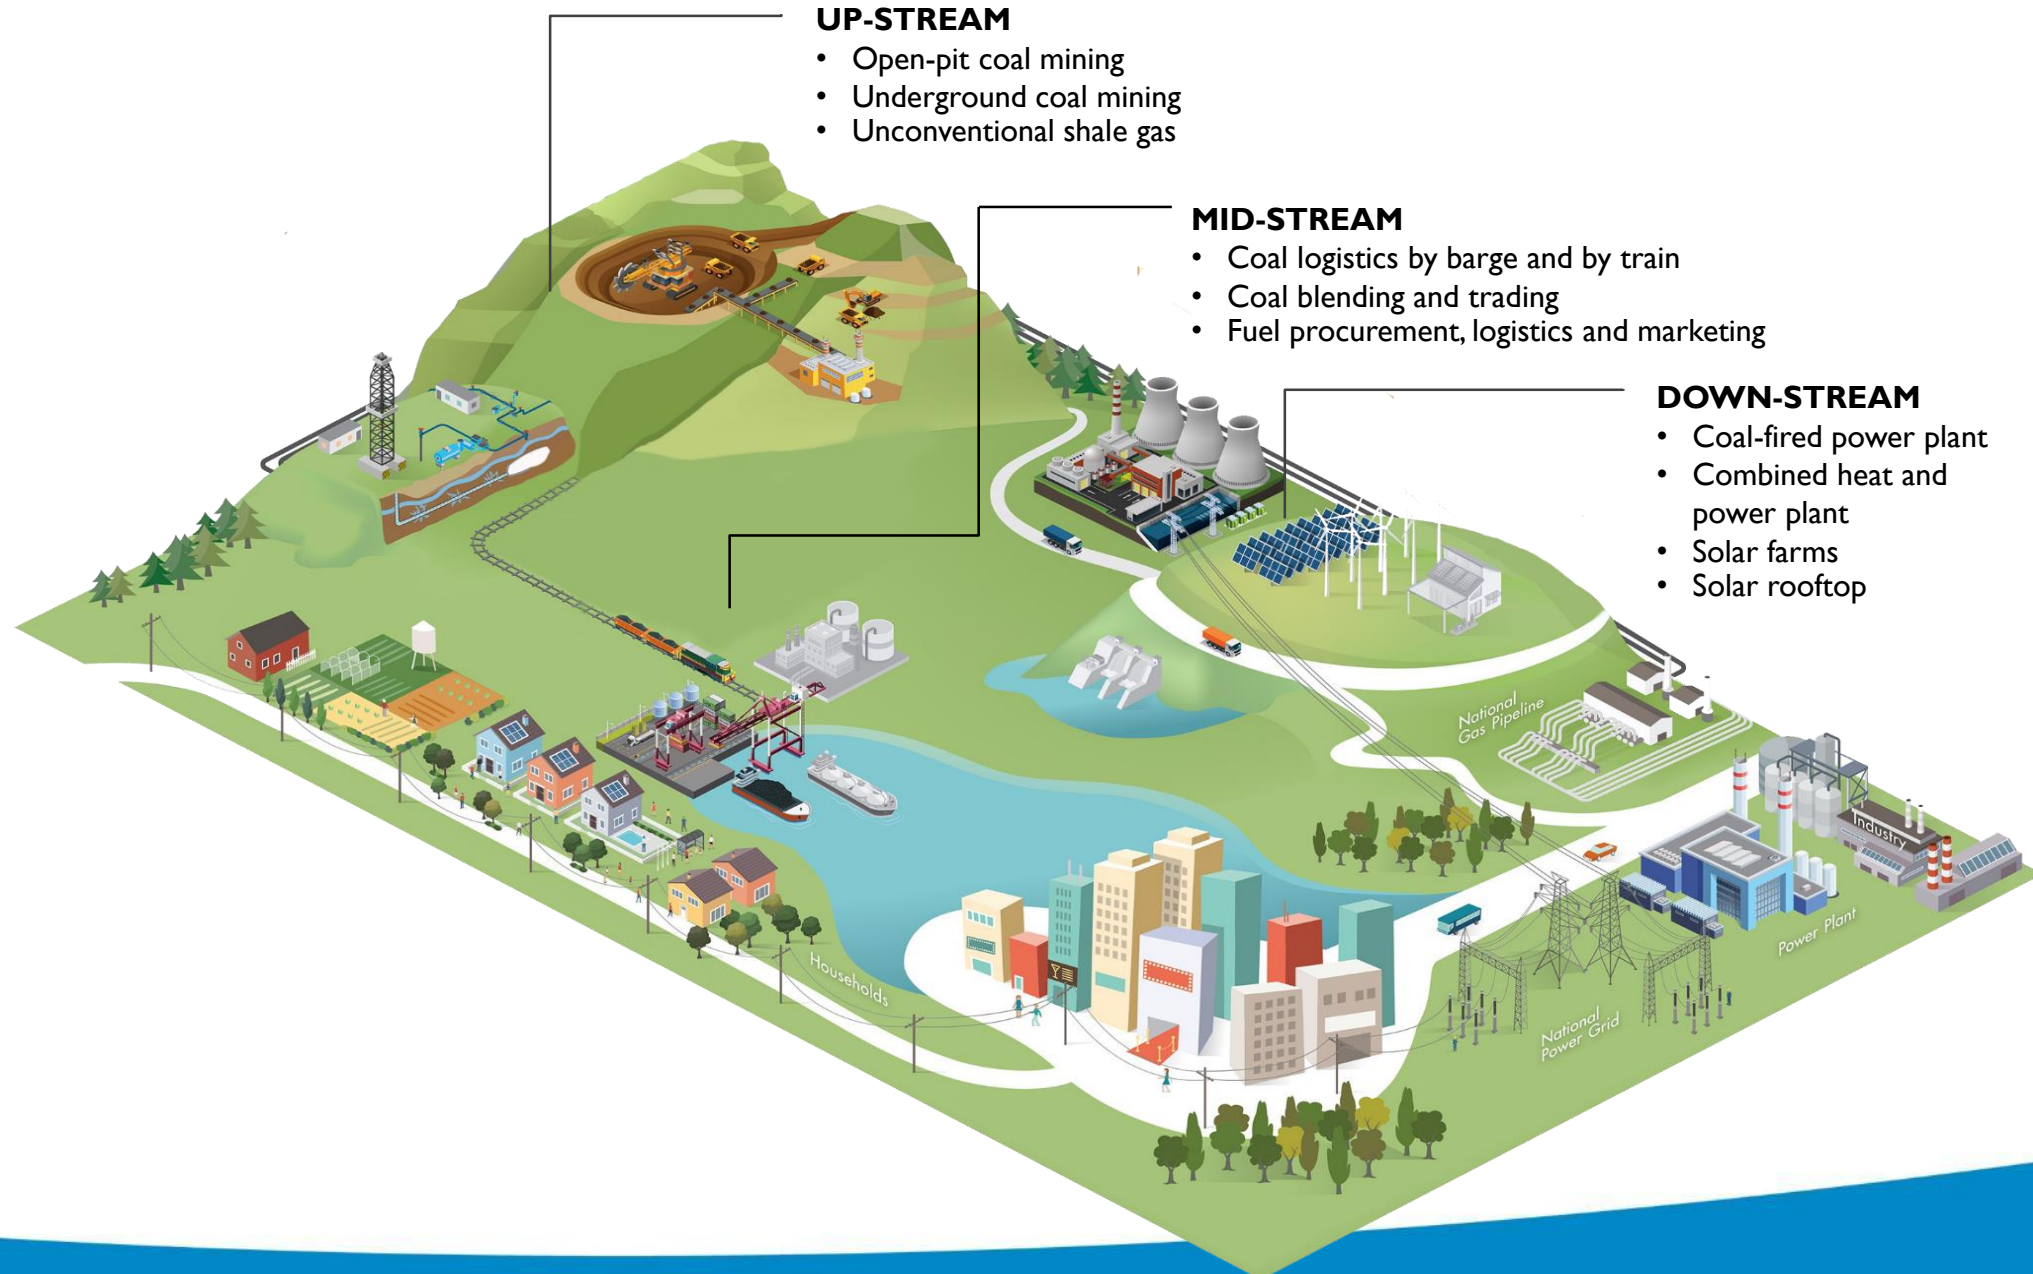 UP-STREAM
• Open-pit coal mining
• Underground coal mining
• Unconventional shale gas
MID-STREAM
• Coal logistics by barge and by train
• Coal blending and trading
• Fuel procurement, logistics and marketing
DOWN-STREAM
• Coal-fired power plant
• Combined heat and
power plant
• Solar farms
• Solar rooftop
National
Gas Pipeline
Industry
Power Plant
Households
National
Power Grid